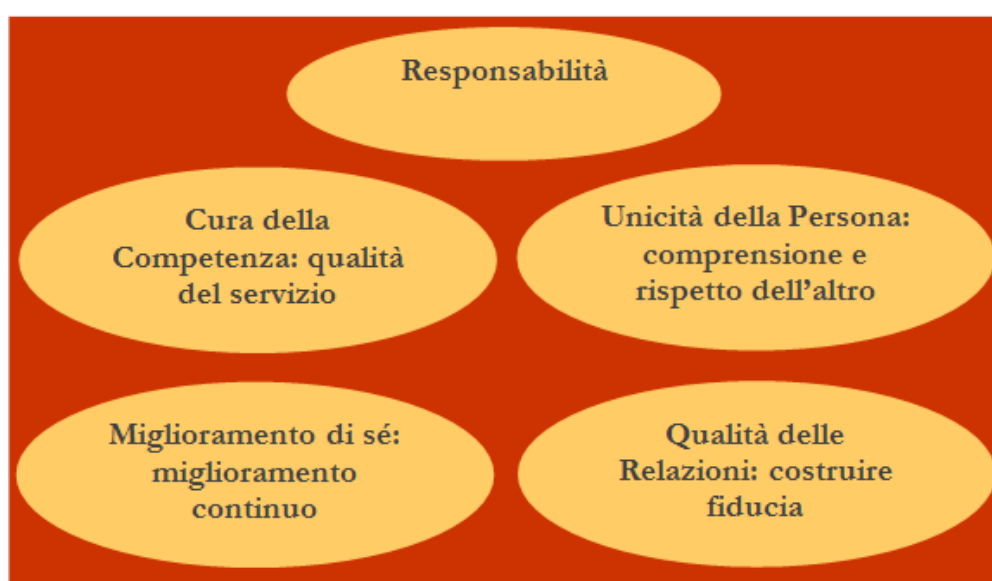 Responsabilità
Cura della
Competenza: qualità
del servizio
Unicità della Persona:
comprensione e
rispetto dell’altro
Miglioramento di sé:
miglioramento
continuo
Qualità delle
Relazioni: costruire
fiducia